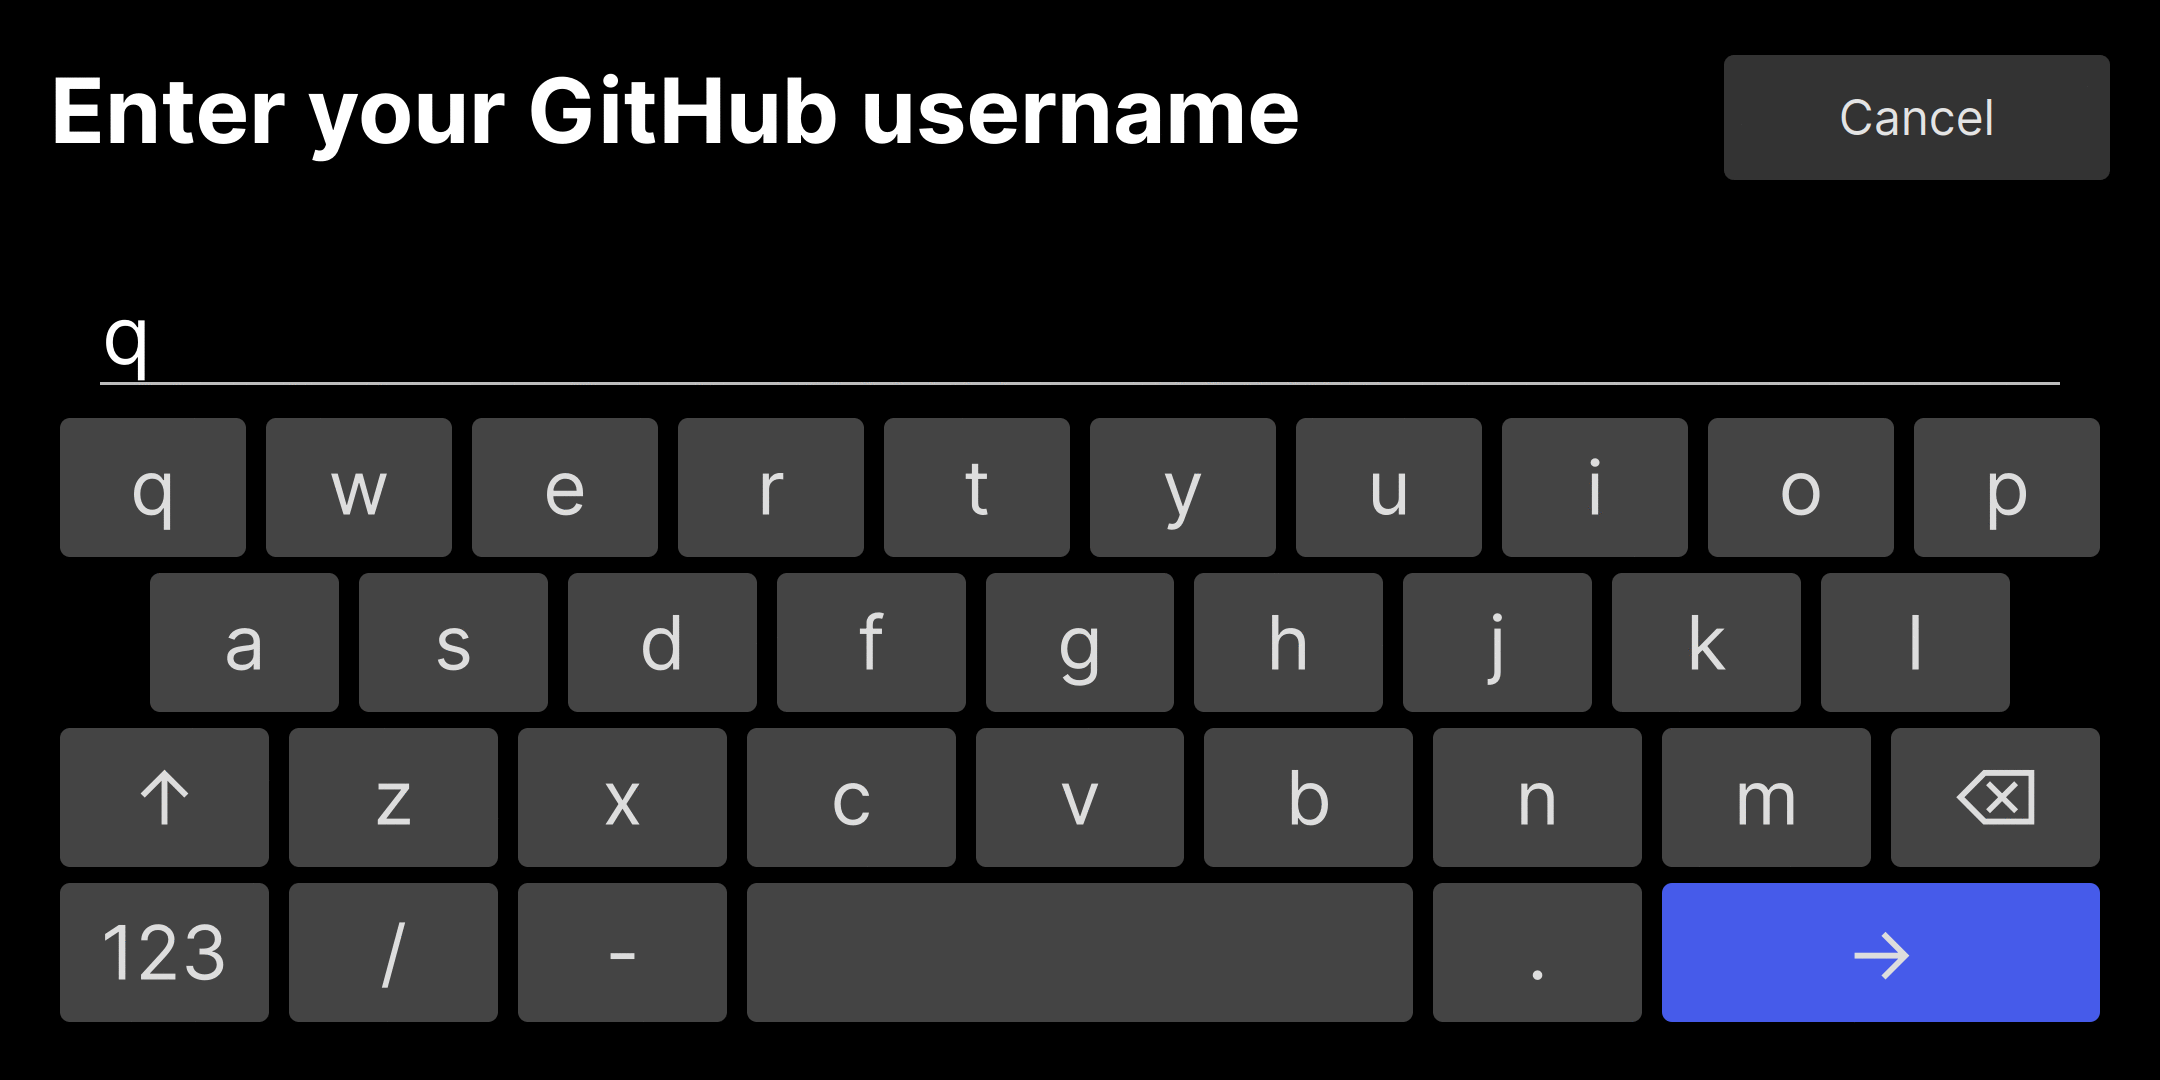 Enter your GitHub username
Cancel
q
q w e r t y u i o p
a s d f g h j k l
↑ z x c v b n m ⌫
123 / - . →